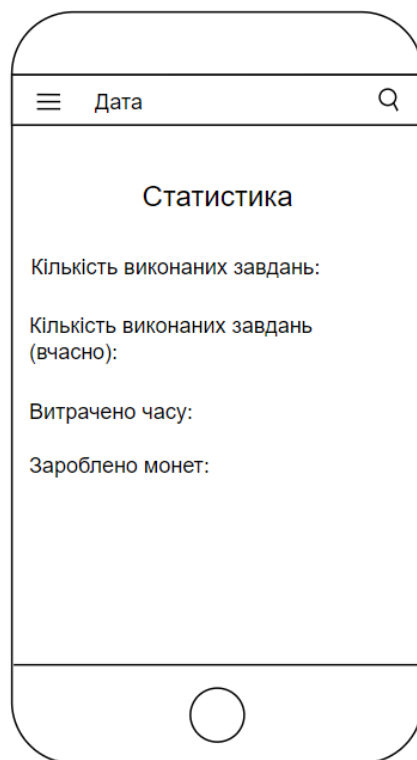 Дата
Статистика
Кількість виконаних завдань:
Кількість виконаних завдань
(вчасно):
Витрачено часу:
Зароблено монет: